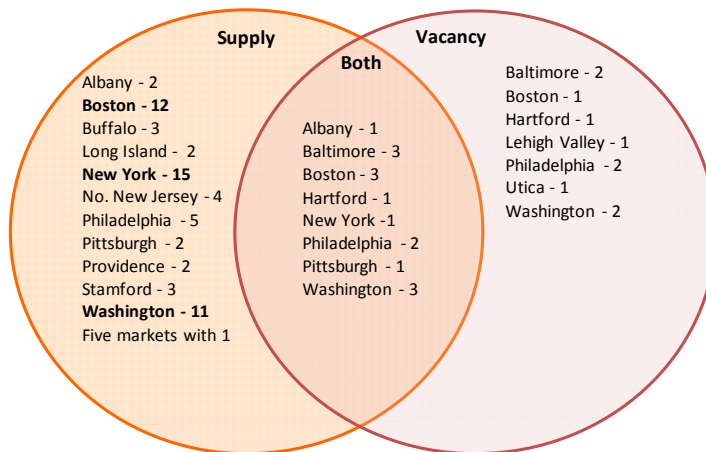 Supply
Albany - 2
Boston - 12
Buffalo - 3
Long Island - 2
New York - 15
No. New Jersey - 4
Philadelphia - 5
Pittsburgh - 2
Providence - 2
Stamford - 3
Washington - 11
Five markets with 1
Both
Albany - 1
Baltimore - 3
Boston - 3
Hartford - 1
New York -1
Philadelphia - 2
Pittsburgh - 1
Washington - 3
Vacancy
Baltimore - 2
Boston - 1
Hartford - 1
Lehigh Valley - 1
Philadelphia - 2
Utica - 1
Washington - 2